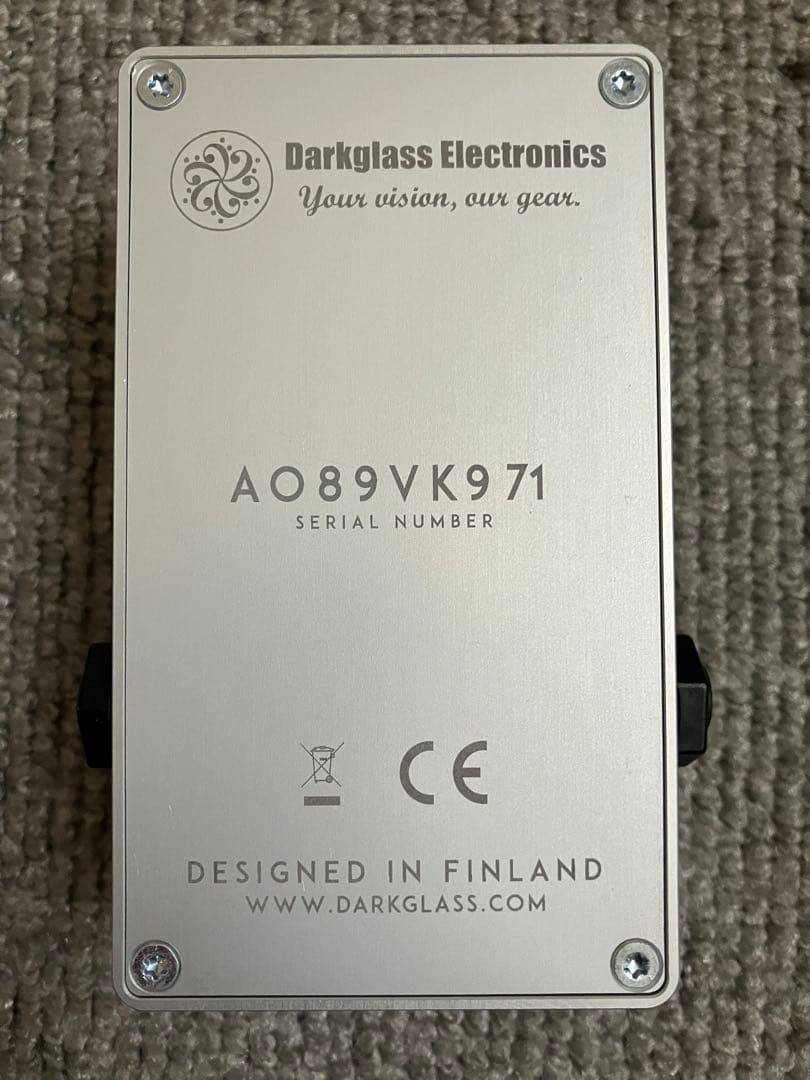 Darkglass Electronics
Your vision, our gear.
AO89VK971
SERIAL NUMBER
CE
DESIGNED IN FINLAND
WWW.DARKGLASS.COM